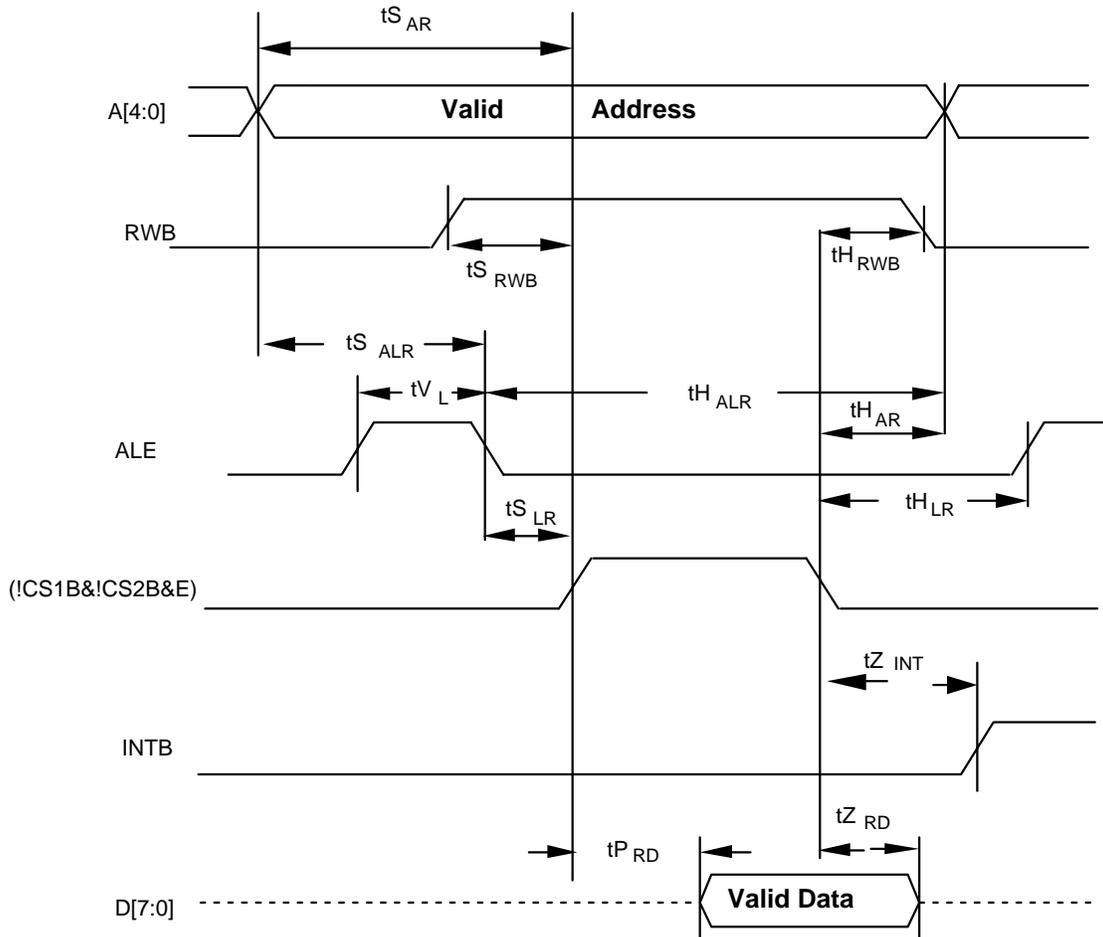 tS AR
A[4:0]
Valid Address
RWB
tS RWB
tH RWB
tS ALR
tV L
tH ALR
tH AR
ALE
tS LR
tH LR
(!CS1B&!CS2B&E)
tZ INT
INTB
tZ RD
tP RD
Valid Data
D[7:0]